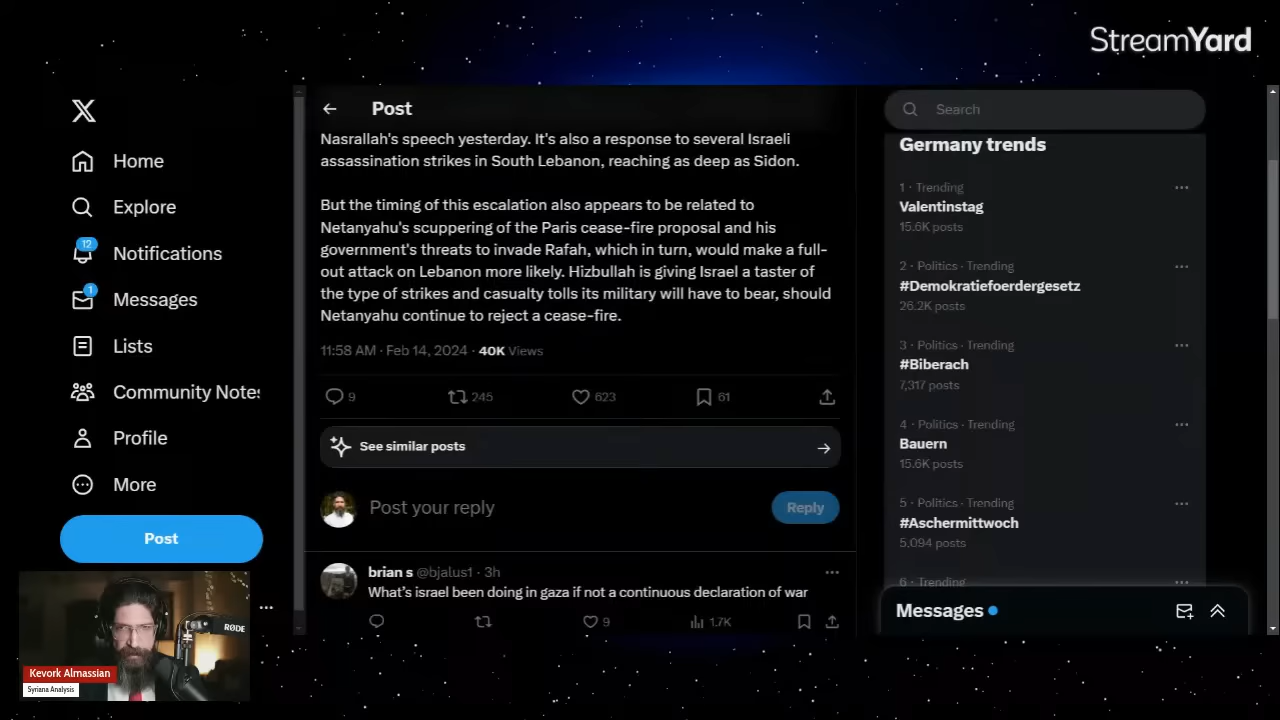 StreamYard
Home
Explore
12
Notifications
1
Messages
Lists
Community Notes
Profile
More
Post
Kevork Almassian
Syriana Analysis
RØDE
Post
Nasrallah's speech yesterday. It's also a response to several Israeli
assassination strikes in South Lebanon, reaching as deep as Sidon.
But the timing of this escalation also appears to be related to
Netanyahu's scuppering of the Paris cease-fire proposal and his
government's threats to invade Rafah, which in turn, would make a full-
out attack on Lebanon more likely. Hizbullah is giving Israel a taster of
the type of strikes and casualty tolls its military will have to bear, should
Netanyahu continue to reject a cease-fire.
11:58 AM · Feb 14, 2024 · 40K Views
9 245 623 61
See similar posts
Post your reply
Reply
brian s @bjalus1 · 3h
What's israel been doing in gaza if not a continuous declaration of war
9 1.7K
Search
Germany trends
1 · Trending
Valentinstag
15.6K posts
2 · Politics · Trending
#Demokratiefoerdergesetz
26.2K posts
3 · Politics · Trending
#Biberach
7,317 posts
4 · Politics · Trending
Bauern
15.6K posts
5 · Politics · Trending
#Aschermittwoch
5,094 posts
6 · Trending
Messages